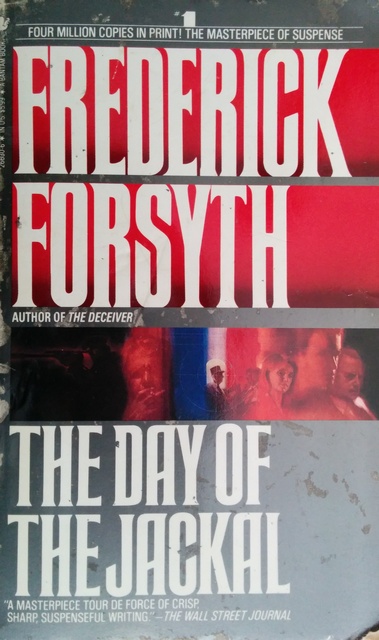 1
FOUR MILLION COPIES IN PRINT! THE MASTERPIECE OF SUSPENSE
FREDERICK
FORSYTH
AUTHOR OF THE DECEIVER
THE DAY OF
THE JACKAL
"A MASTERPIECE TOUR DE FORCE OF CRISP,
SHARP, SUSPENSEFUL WRITING."—THE WALL STREET JOURNAL